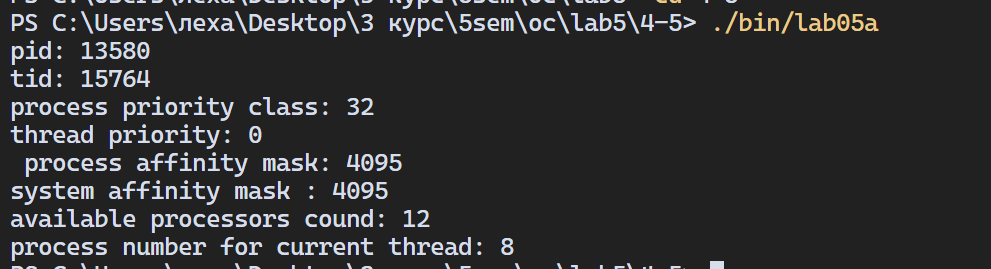 PS C:\Users\леха\Desktop\3 курс\5sem\ос\lab5\4-5> ./bin/lab05a
pid: 13580
tid: 15764
process priority class: 32
thread priority: 0
 process affinity mask: 4095
system affinity mask : 4095
available processors cound: 12
process number for current thread: 8